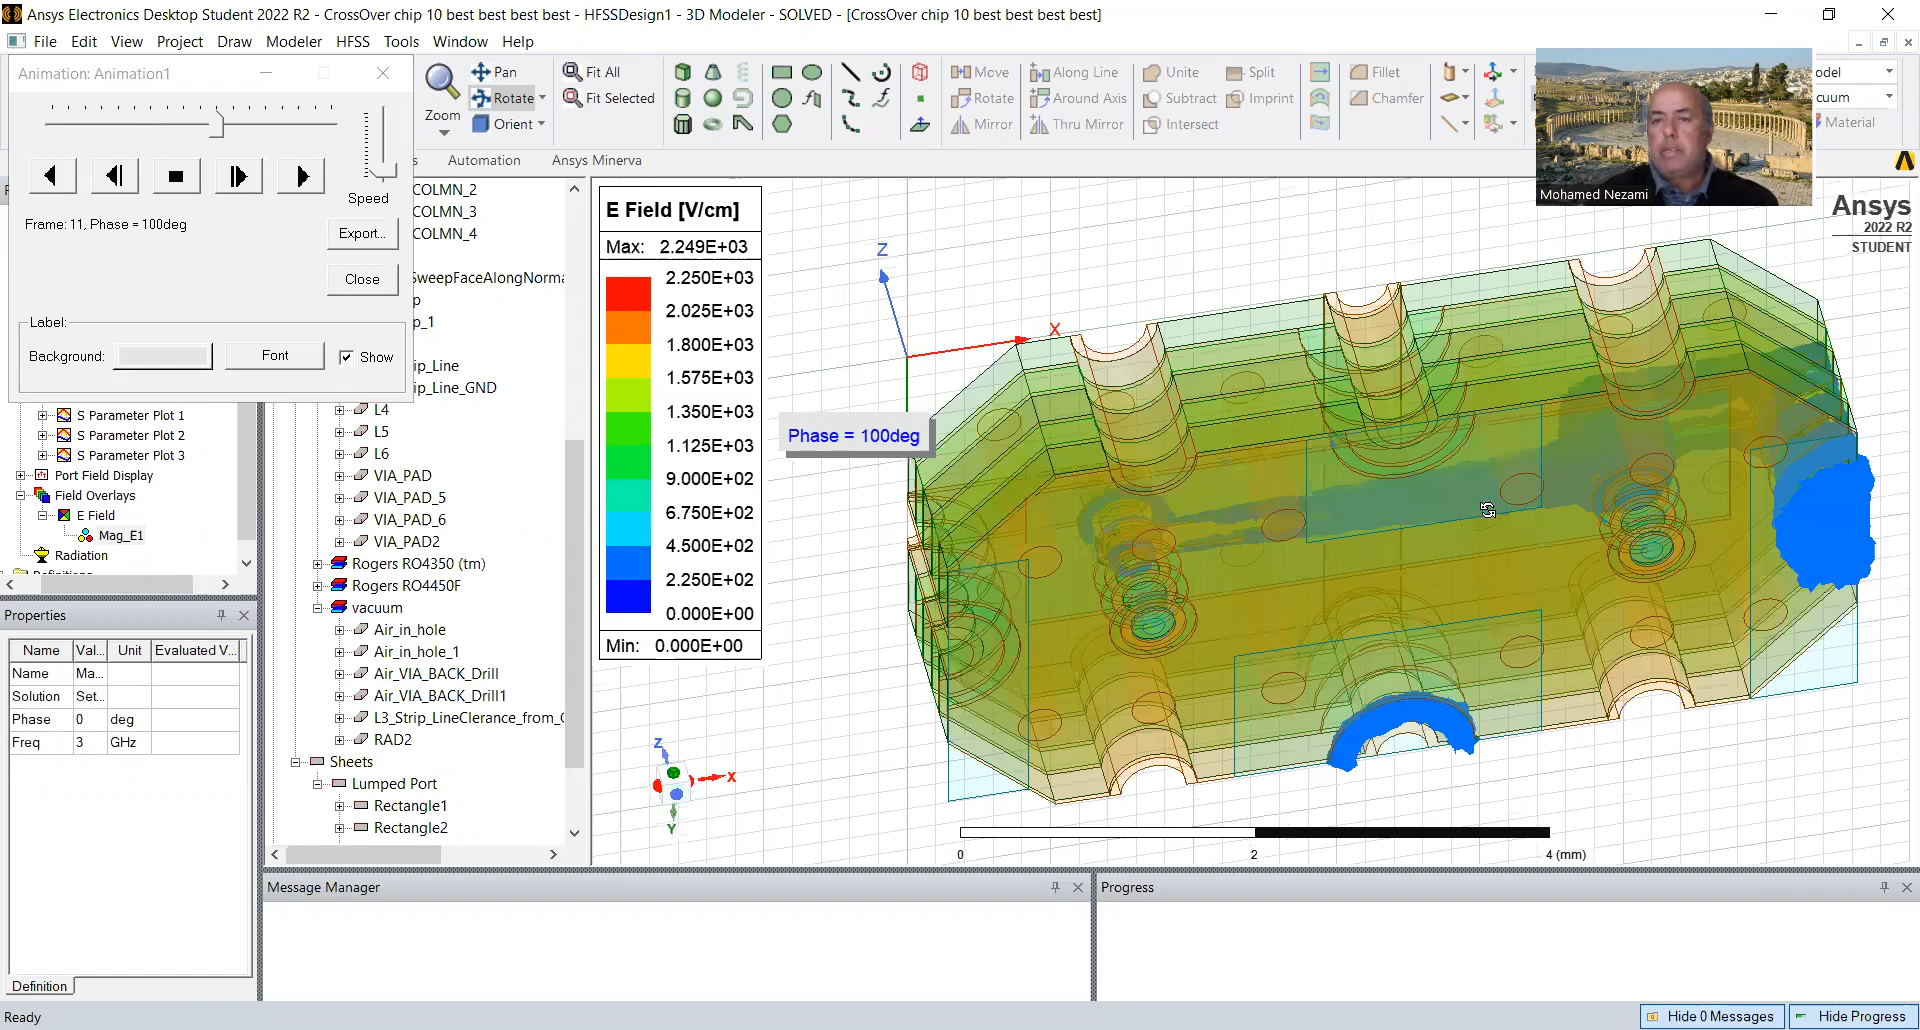 Ansys Electronics Desktop Student 2022 R2 - CrossOver chip 10 best best best best - HFSSDesign1 - 3D Modeler - SOLVED - [CrossOver chip 10 best best best best]
File Edit View Project Draw Modeler HFSS Tools Window Help
Animation: Animation1
Frame: 11, Phase = 100deg
Speed
Export...
Close
Label:
Background:
Font
Show
Zoom
Pan
Rotate
Orient
Fit All
Fit Selected
Move
Rotate
Mirror
Along Line
Around Axis
Thru Mirror
Unite
Subtract
Intersect
Split
Imprint
Fillet
Chamfer
odel
cuum
Material
s
Automation
Ansys Minerva
Mohamed Nezami
Ansys
2022 R2
STUDENT
S Parameter Plot 1
S Parameter Plot 2
S Parameter Plot 3
Port Field Display
Field Overlays
E Field
Mag_E1
Radiation
COLMN_2
COLMN_3
COLMN_4
SweepFaceAlongNorma
p
p_1
ip_Line
ip_Line_GND
L4
L5
L6
VIA_PAD
VIA_PAD_5
VIA_PAD_6
VIA_PAD2
Rogers RO4350 (tm)
Rogers RO4450F
vacuum
Air_in_hole
Air_in_hole_1
Air_VIA_BACK_Drill
Air_VIA_BACK_Drill1
L3_Strip_LineClerance_from_
RAD2
Sheets
Lumped Port
Rectangle1
Rectangle2
Properties
Name Val... Unit Evaluated V...
Name Ma...
Solution Set...
Phase 0 deg
Freq 3 GHz
Definition
E Field [V/cm]
Max: 2.249E+03
2.250E+03
2.025E+03
1.800E+03
1.575E+03
1.350E+03
1.125E+03
9.000E+02
6.750E+02
4.500E+02
2.250E+02
0.000E+00
Min: 0.000E+00
Z
X
Phase = 100deg
Z
X
Y
0 2 4 (mm)
Message Manager
Progress
Ready
Hide 0 Messages
Hide Progress